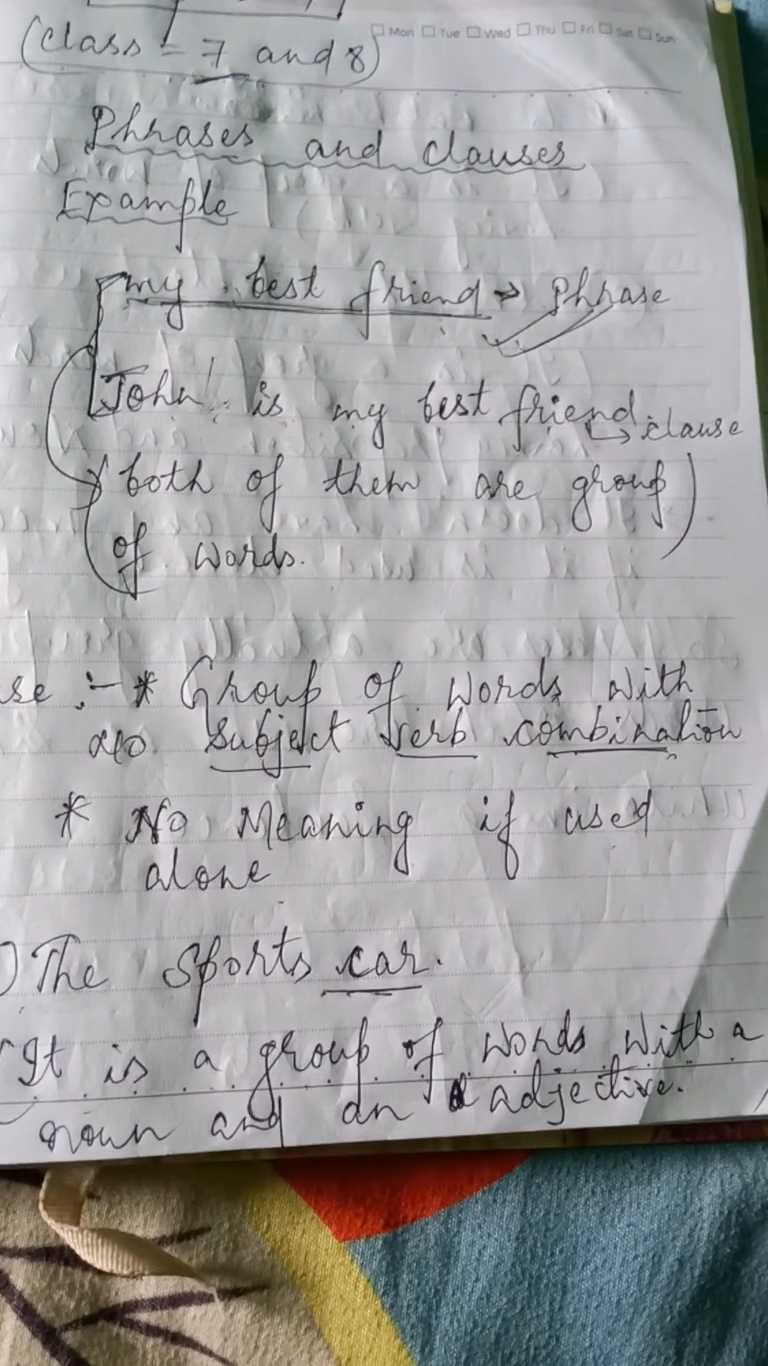 (Class = 7 and 8)
Mon Tue Wed Thu Fri Sat Sun
Phrases and clauses
Example
my best friend → Phrase
John is my best friend → clause
both of them are group
of words.
se :- * Group of words with
no subject verb combination
* No Meaning if used
alone
) The sports car.
It is a group of words with a
noun and an adjective.